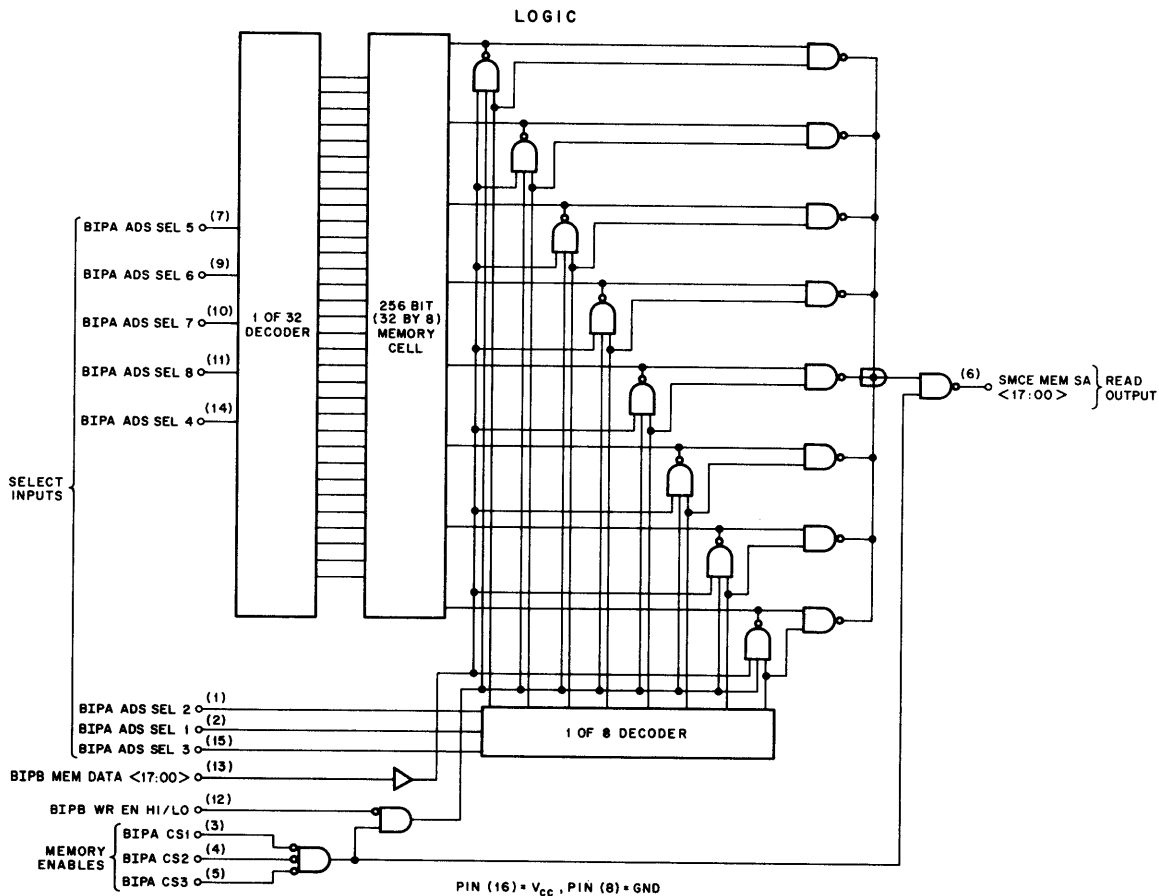 LOGIC
BIPA ADS SEL 5 (7)
BIPA ADS SEL 6 (9)
BIPA ADS SEL 7 (10)
BIPA ADS SEL 8 (11)
BIPA ADS SEL 4 (14)
1 OF 32
DECODER
256 BIT
(32 BY 8)
MEMORY
CELL
(6)
SMCE MEM SA
<17:00>
READ
OUTPUT
SELECT
INPUTS
BIPA ADS SEL 2 (1)
BIPA ADS SEL 1 (2)
BIPA ADS SEL 3 (15)
1 OF 8 DECODER
BIPB MEM DATA <17:00> (13)
BIPB WR EN HI/LO (12)
MEMORY
ENABLES
BIPA CS1 (3)
BIPA CS2 (4)
BIPA CS3 (5)
PIN (16) = VCC, PIN (8) = GND